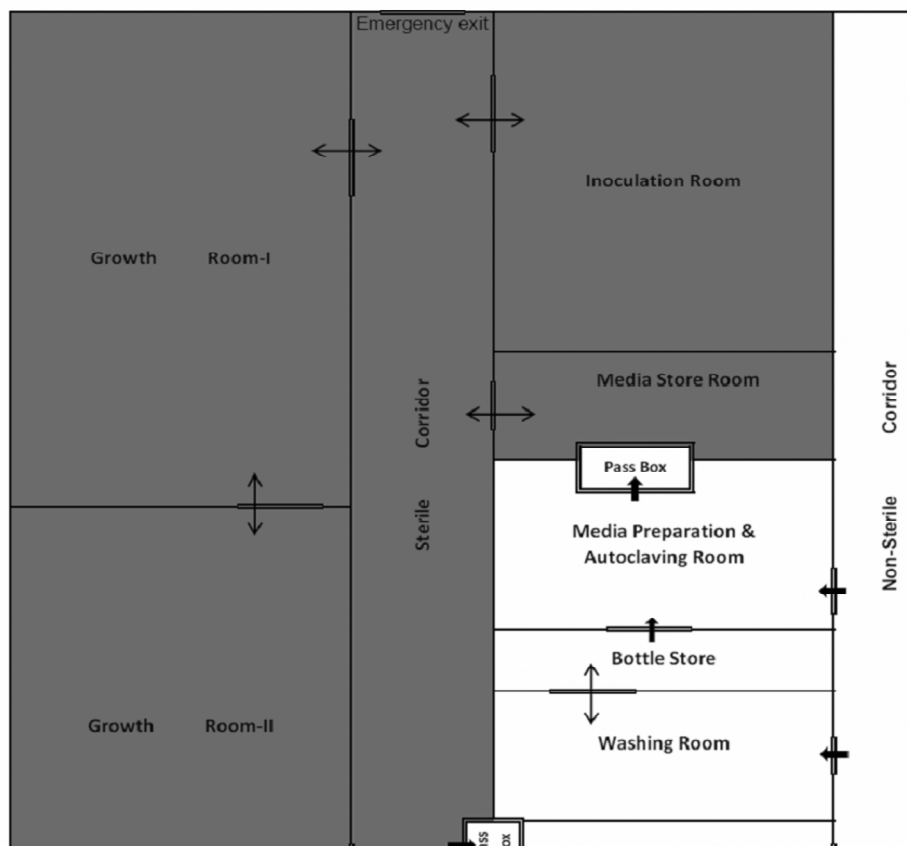 Emergency exit
Inoculation Room
Growth Room-I
Media Store Room
Sterile Corridor
Non-Sterile Corridor
Pass Box
Media Preparation &
Autoclaving Room
Bottle Store
Growth Room-II
Washing Room
Box